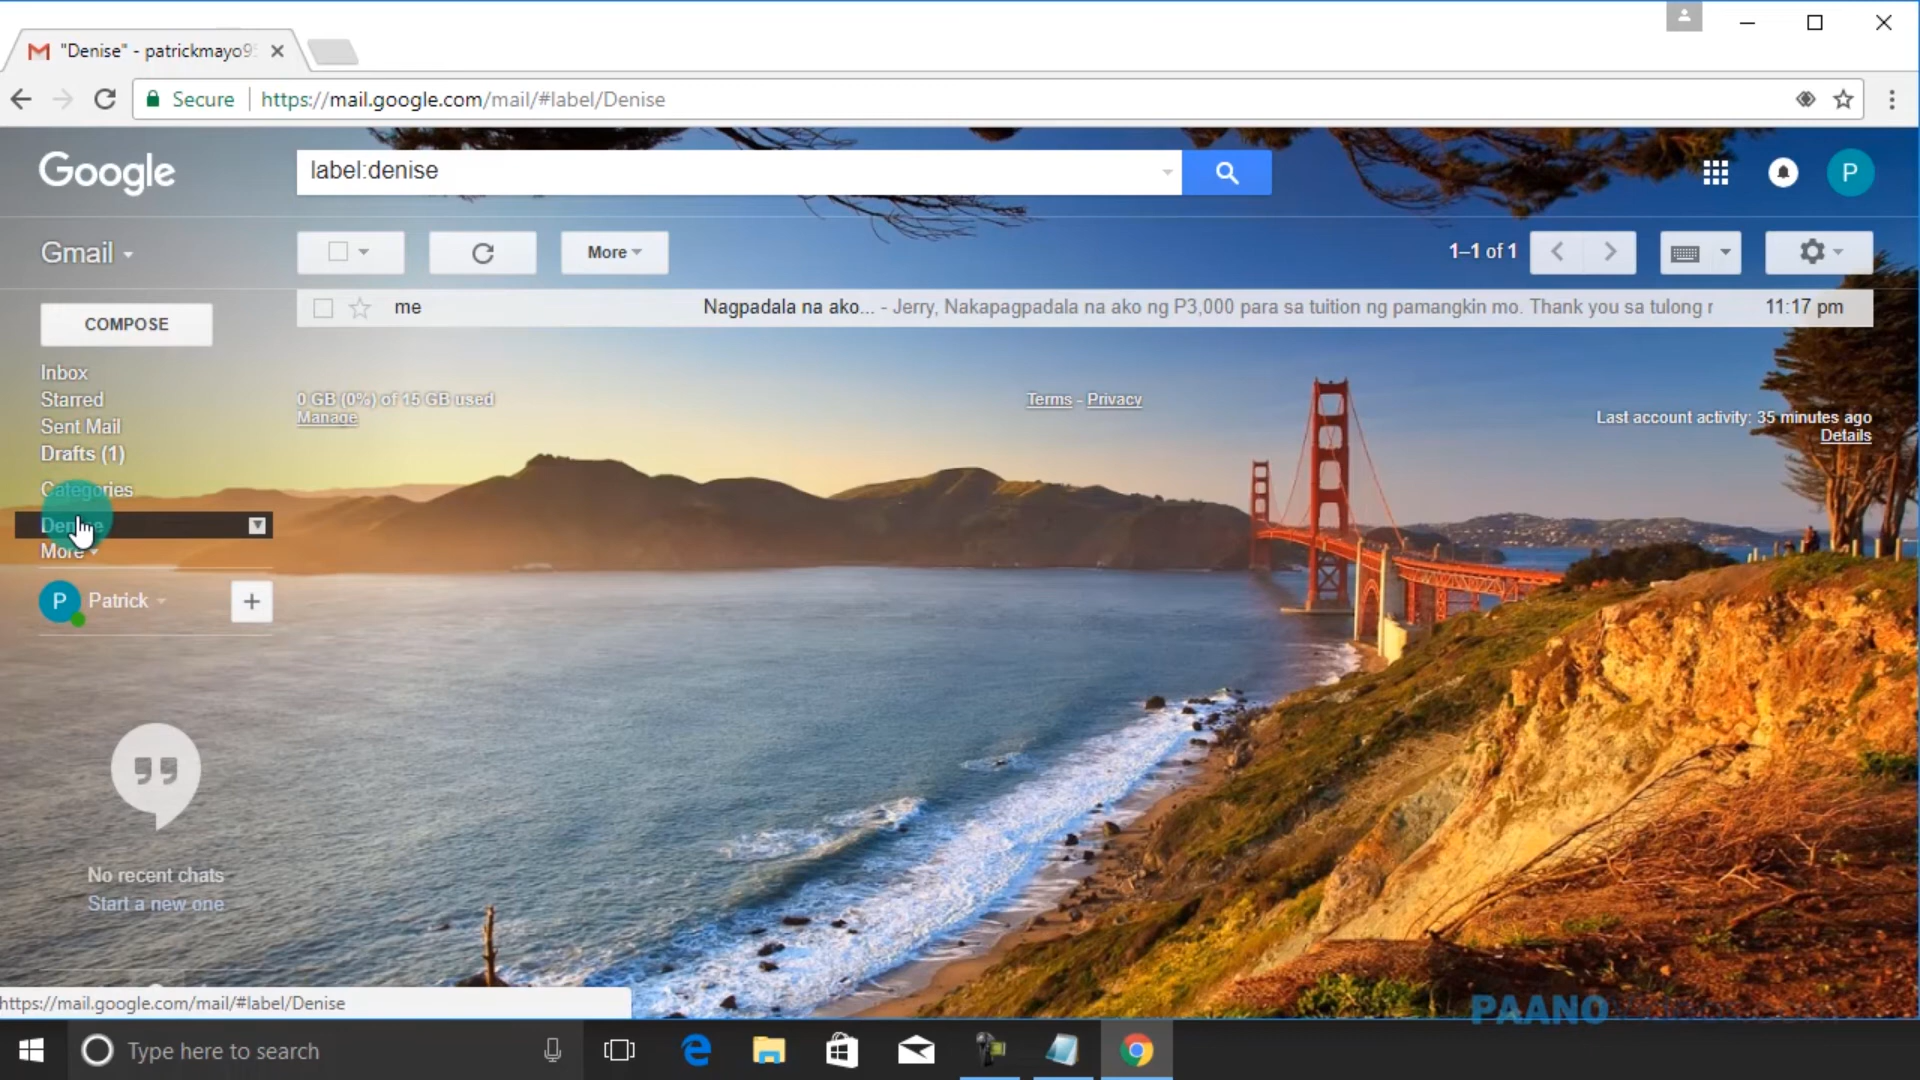 "Denise" - patrickmayo95
Secure https://mail.google.com/mail/#label/Denise
Google
label:denise
P
Gmail
More
1–1 of 1
me Nagpadala na ako... - Jerry, Nakapagpadala na ako ng P3,000 para sa tuition ng pamangkin mo. Thank you sa tulong 11:17 pm
COMPOSE
Inbox
Starred
Sent Mail
Drafts (1)
Categories
Denise
More
0 GB (0%) of 15 GB used
Manage
Terms - Privacy
Last account activity: 35 minutes ago
Details
P Patrick
No recent chats
Start a new one
https://mail.google.com/mail/#label/Denise
PAANO
Type here to search